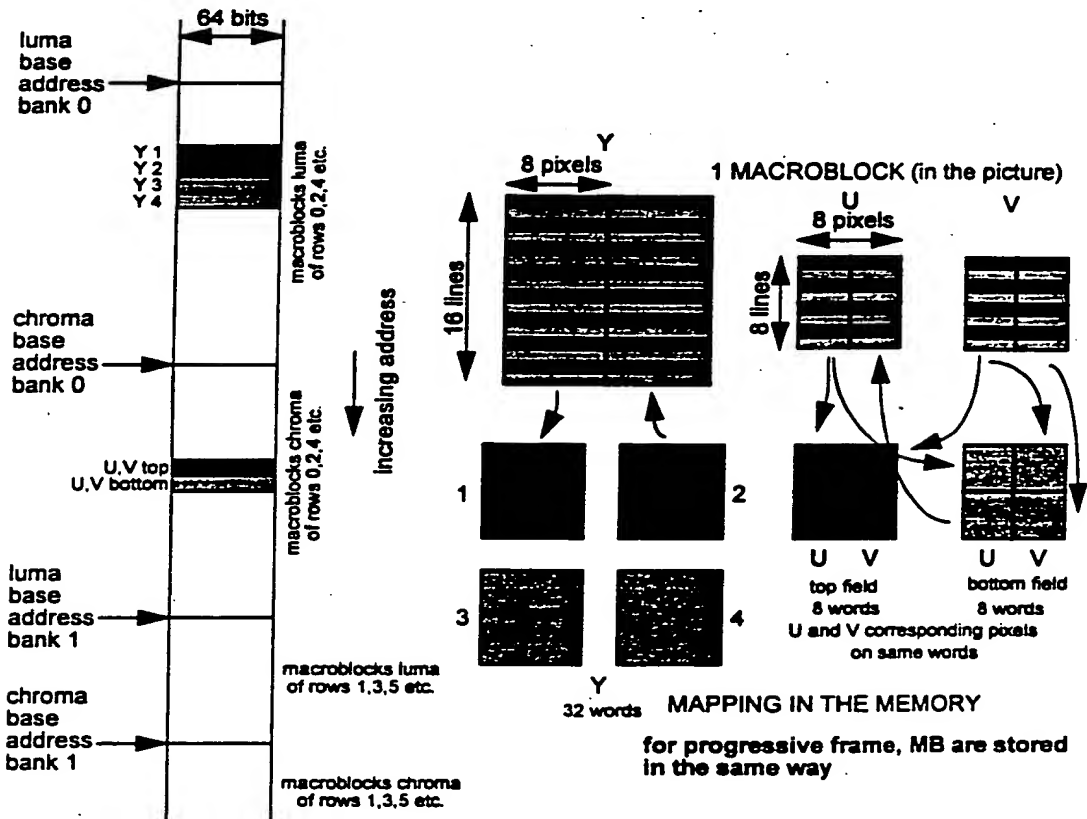 64 bits
luma
base
address
bank 0
Y 1
Y 2
Y 3
Y 4
macroblocks luma
of rows 0,2,4 etc.
chroma
base
address
bank 0
increasing address
U,V top
U,V bottom
macroblocks chroma
of rows 0,2,4 etc.
luma
base
address
bank 1
macroblocks luma
of rows 1,3,5 etc.
chroma
base
address
bank 1
macroblocks chroma
of rows 1,3,5 etc.
Y
8 pixels
16 lines
1 MACROBLOCK (in the picture)
U
V
8 pixels
8 lines
1
2
3
4
Y
32 words
U V
top field
8 words
U V
bottom field
8 words
U and V corresponding pixels
on same words
MAPPING IN THE MEMORY
for progressive frame, MB are stored
in the same way